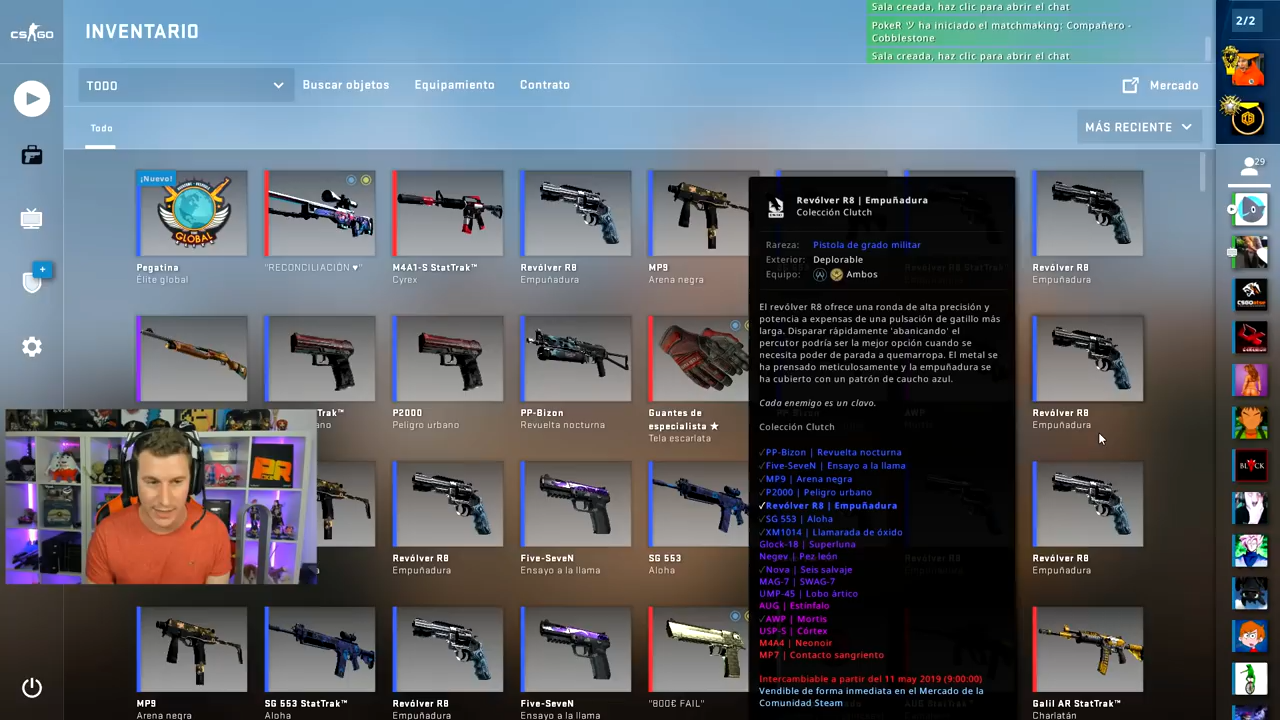 CS:GO
INVENTARIO
Sala creada, haz clic para abrir el chat
PokeR ツ ha iniciado el matchmaking: Compañero -
Cobblestone
Sala creada, haz clic para abrir el chat
2/2
TODO
Buscar objetos
Equipamiento
Contrato
Mercado
Todo
MÁS RECIENTE
29
¡Nuevo!
GLOBAL
Pegatina
Élite global
"RECONCILIACIÓN ♥"
M4A1-S StatTrak™
Cyrex
Revólver R8
Empuñadura
MP9
Arena negra
Revólver R8
Empuñadura
Trak™
P2000
Peligro urbano
PP-Bizon
Revuelta nocturna
Guantes de
especialista ★
Tela escarlata
Revólver R8
Empuñadura
Revólver R8
Empuñadura
Five-SeveN
Ensayo a la llama
SG 553
Aloha
Revólver R8
Empuñadura
MP9
Arena negra
SG 553 StatTrak™
Aloha
Revólver R8
Empuñadura
Five-SeveN
Ensayo a la llama
"800€ FAIL"
Galil AR StatTrak™
Charlatán
Revólver R8 | Empuñadura
Colección Clutch
Rareza: Pistola de grado militar
Exterior: Deplorable
Equipo: Ambos
El revólver R8 ofrece una ronda de alta precisión y
potencia a expensas de una pulsación de gatillo más
larga. Disparar rápidamente 'abanicando' el
percutor podría ser la mejor opción cuando se
necesita poder de parada a quemarropa. El metal se
ha prensado meticulosamente y la empuñadura se
ha cubierto con un patrón de caucho azul.
Cada enemigo es un clavo.
Colección Clutch
✓PP-Bizon | Revuelta nocturna
✓Five-SeveN | Ensayo a la llama
✓MP9 | Arena negra
✓P2000 | Peligro urbano
✓Revólver R8 | Empuñadura
✓SG 553 | Aloha
✓XM1014 | Llamarada de óxido
Glock-18 | Superluna
Negev | Pez león
✓Nova | Seis salvaje
MAG-7 | SWAG-7
UMP-45 | Lobo ártico
AUG | Estínfalo
✓AWP | Mortis
USP-S | Córtex
M4A4 | Neonoir
MP7 | Contacto sangriento
Intercambiable a partir del 11 may 2019 (9:00:00)
Vendible de forma inmediata en el Mercado de la
Comunidad Steam